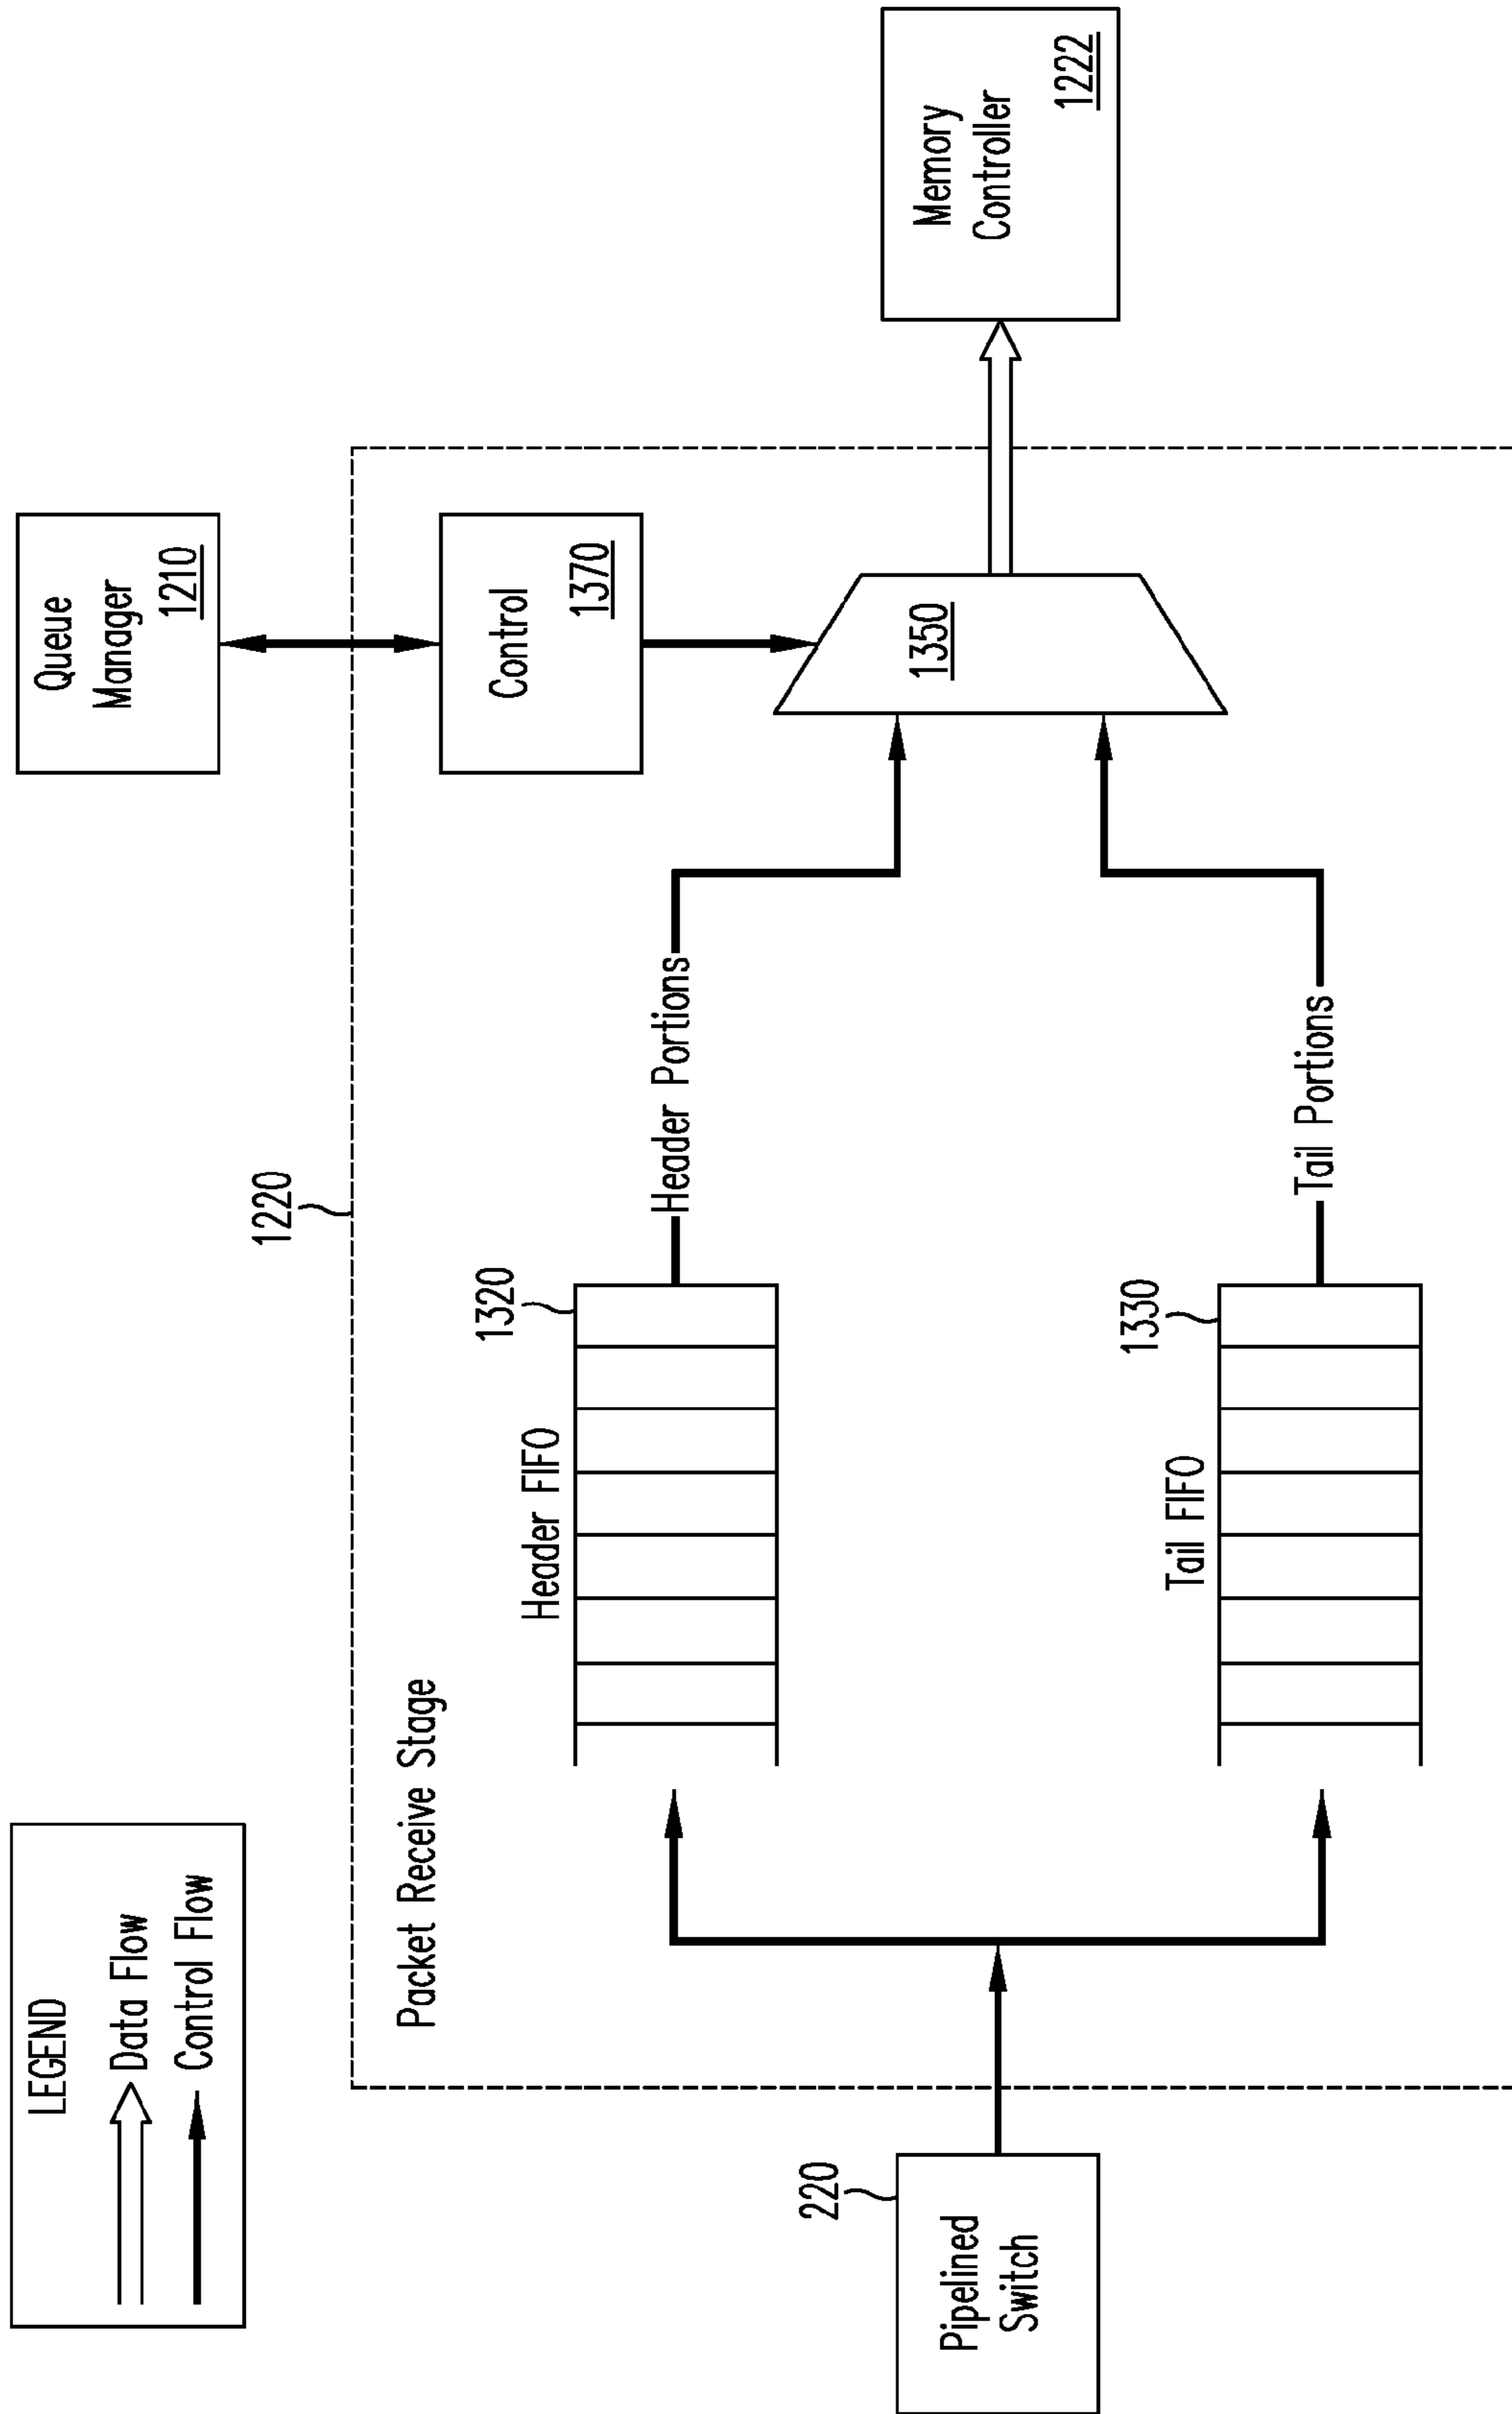 LEGEND
Data Flow
Control Flow
Queue
Manager
1210
1220
Packet Receive Stage
Control
1370
Header FIFO
1320
Header Portions
220
Pipelined
Switch
1350
Memory
Controller
1222
Tail FIFO
1330
Tail Portions